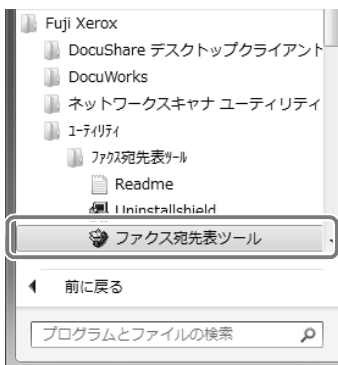 Fuji Xerox
DocuShare デスクトップクライアント
DocuWorks
ネットワークスキャナ ユーティリティ
ﾕｰﾃｨﾘﾃｨ
ﾌｧｸｽ宛先表ﾂｰﾙ
Readme
Uninstallshield
ファクス宛先表ツール
前に戻る
プログラムとファイルの検索